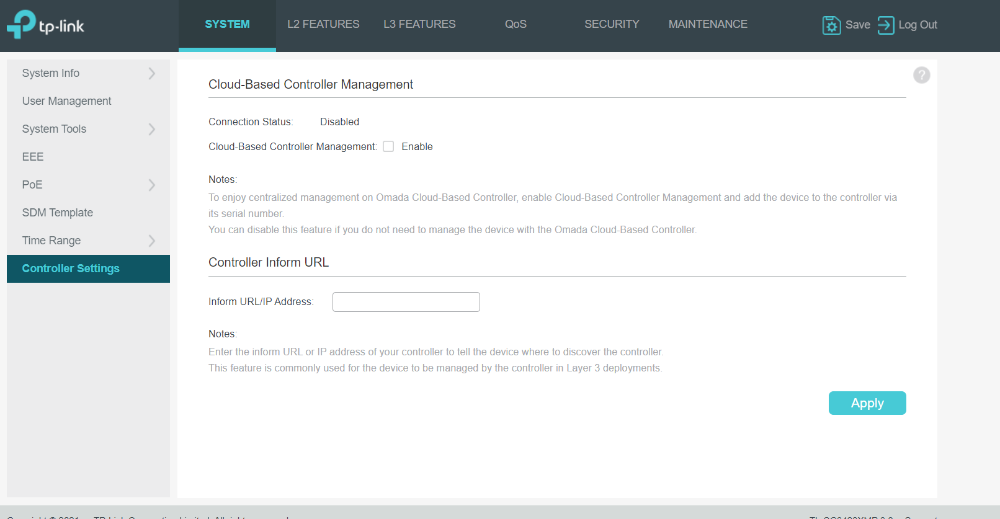 tp-link
SYSTEM
L2 FEATURES
L3 FEATURES
QoS
SECURITY
MAINTENANCE
Save
Log Out
System Info
User Management
System Tools
EEE
PoE
SDM Template
Time Range
Controller Settings
?
Cloud-Based Controller Management
Connection Status: Disabled
Cloud-Based Controller Management: Enable
Notes:
To enjoy centralized management on Omada Cloud-Based Controller, enable Cloud-Based Controller Management and add the device to the controller via
its serial number.
You can disable this feature if you do not need to manage the device with the Omada Cloud-Based Controller.
Controller Inform URL
Inform URL/IP Address:
Notes:
Enter the inform URL or IP address of your controller to tell the device where to discover the controller.
This feature is commonly used for the device to be managed by the controller in Layer 3 deployments.
Apply